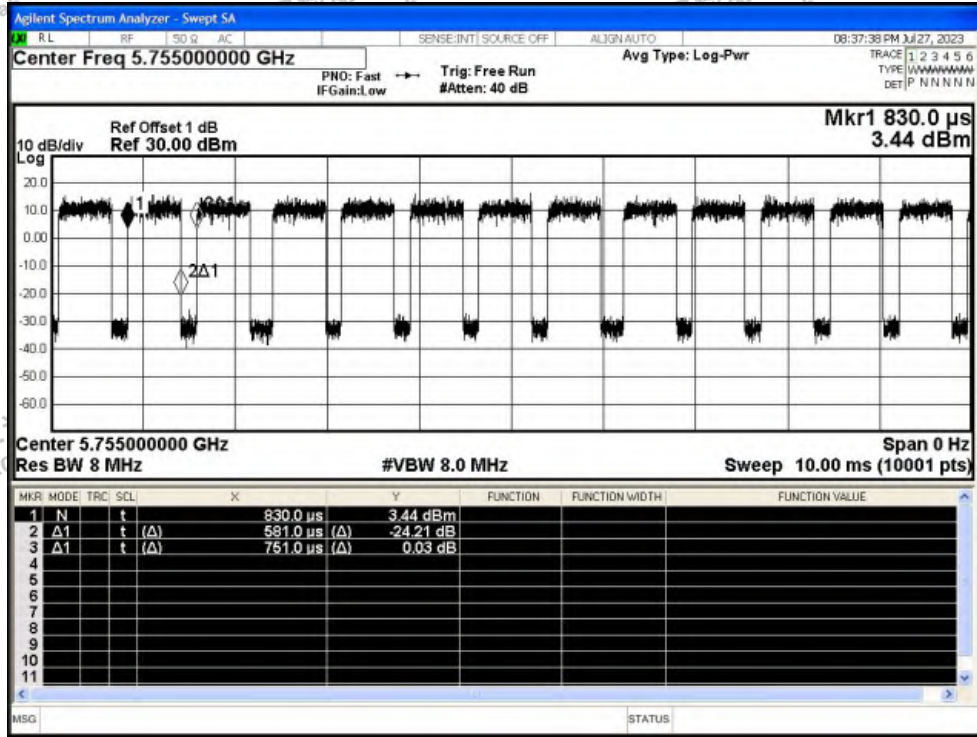 Agilent Spectrum Analyzer - Swept SA
LXI RL RF 50 Ω AC SENSE:INT SOURCE OFF ALIGN AUTO 08:37:38 PM Jul 27, 2023
Center Freq 5.755000000 GHz
Avg Type: Log-Pwr
TRACE 1 2 3 4 5 6
PNO: Fast
Trig: Free Run
TYPE WWWWWW
IFGain:Low
#Atten: 40 dB
DET P N N N N N
Mkr1 830.0 µs
3.44 dBm
Ref Offset 1 dB
10 dB/div Ref 30.00 dBm
Log
20.0
10.0
0.00
-10.0
-20.0
-30.0
-40.0
-50.0
-60.0
1
2Δ1
Center 5.755000000 GHz Span 0 Hz
Res BW 8 MHz #VBW 8.0 MHz Sweep 10.00 ms (10001 pts)
MKR MODE TRC SCL X Y FUNCTION FUNCTION WIDTH FUNCTION VALUE
1 N t 830.0 µs 3.44 dBm
2 Δ1 t (Δ) 581.0 µs (Δ) -24.21 dB
3 Δ1 t (Δ) 751.0 µs (Δ) 0.03 dB
4
5
6
7
8
9
10
11
MSG STATUS